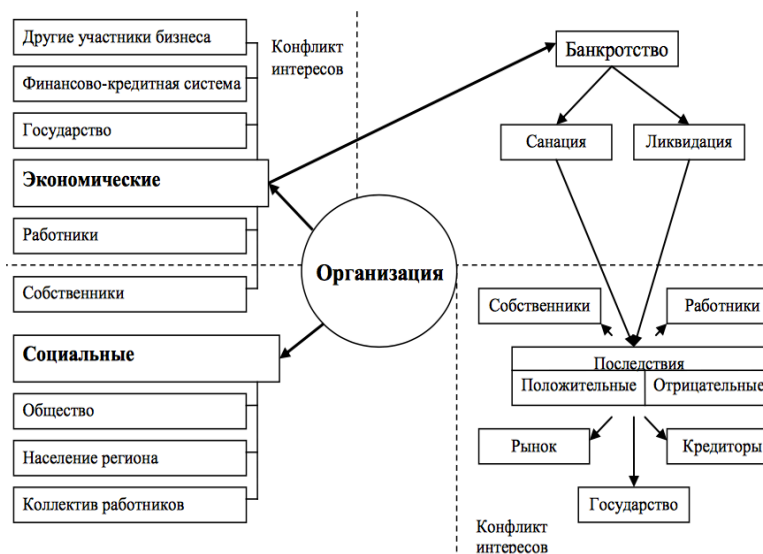 Другие участники бизнеса
Финансово-кредитная система
Государство
Экономические
Работники
Собственники
Социальные
Общество
Население региона
Коллектив работников
Конфликт
интересов
Организация
Банкротство
Санация
Ликвидация
Собственники
Работники
Последствия
Положительные
Отрицательные
Рынок
Кредиторы
Государство
Конфликт
интересов